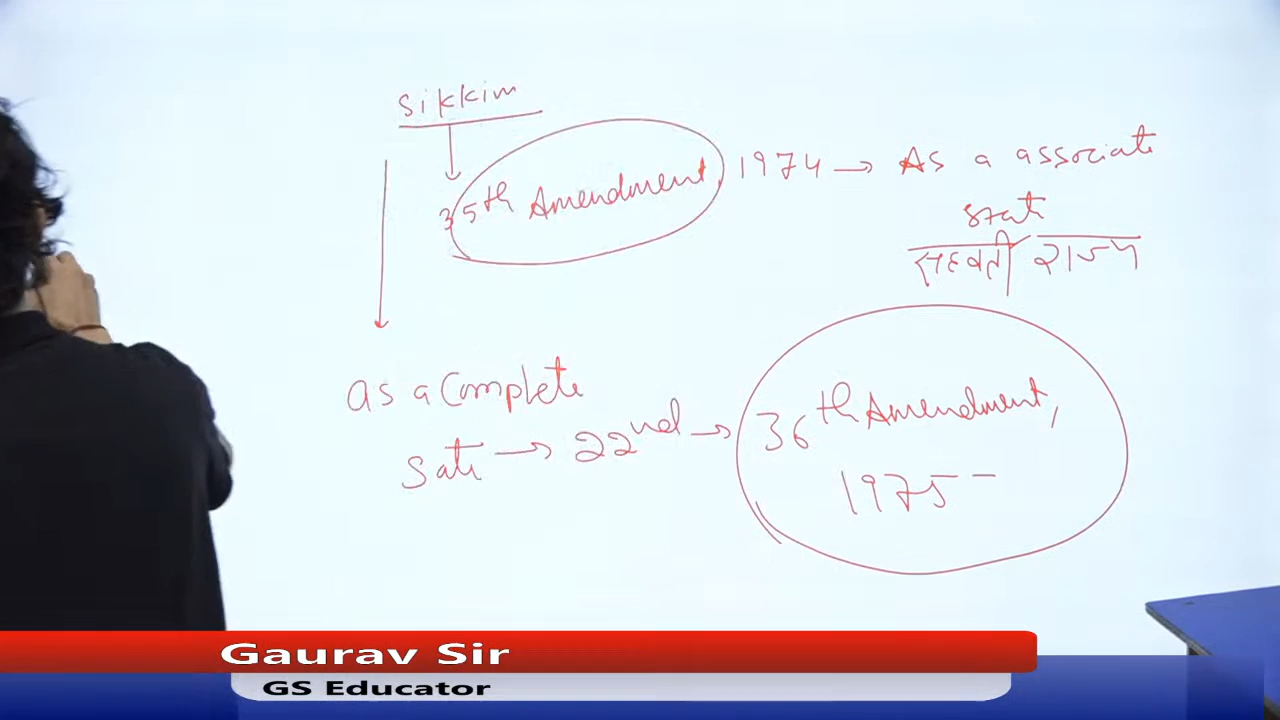 Sikkim
35th Amendment, 1974 → As a associate
State
सहवर्ती राज्य
As a Complete
Sate → 22nd → 36th Amendment,
1975 -
Gaurav Sir
GS Educator